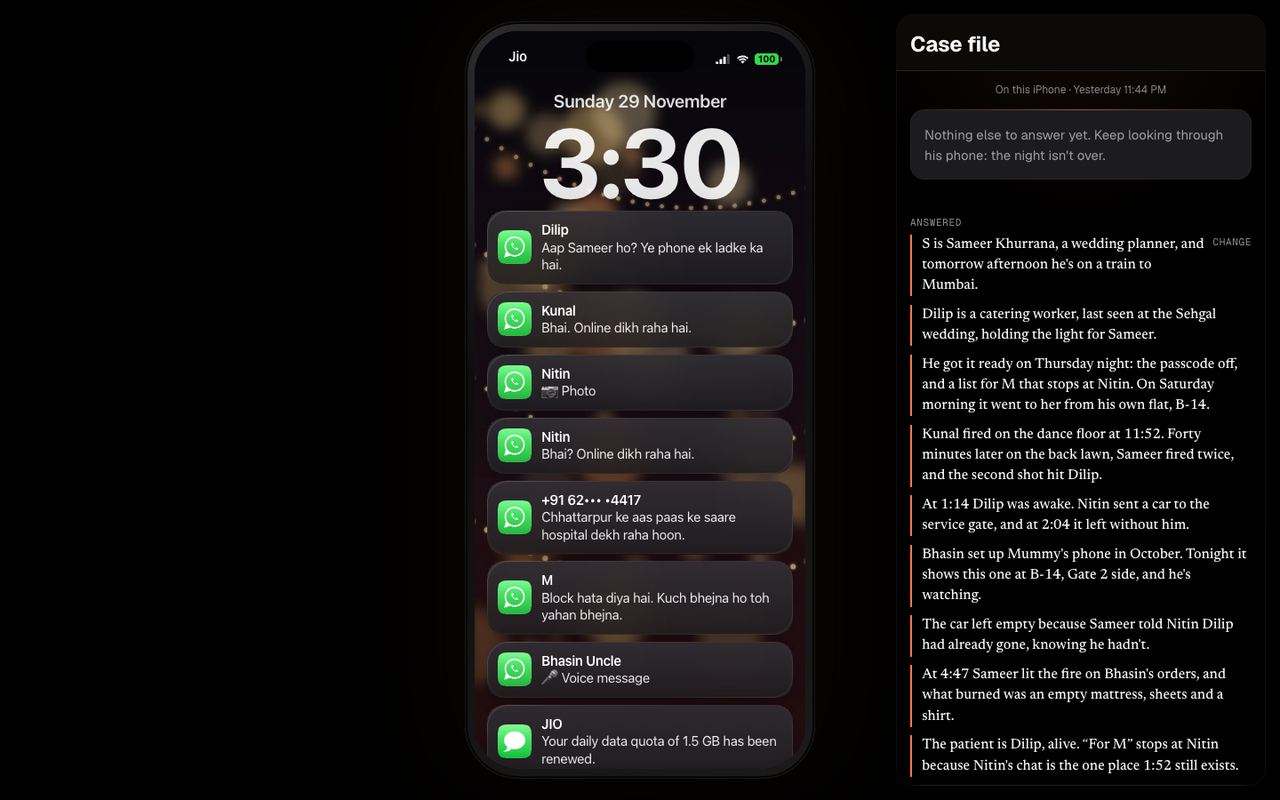 Jio
100
Sunday 29 November
3:30
Dilip
Aap Sameer ho? Ye phone ek ladke ka
hai.
Kunal
Bhai. Online dikh raha hai.
Nitin
📷 Photo
Nitin
Bhai? Online dikh raha hai.
+91 62•• •4417
Chhattarpur ke aas paas ke saare
hospital dekh raha hoon.
M
Block hata diya hai. Kuch bhejna ho toh
yahan bhejna.
Bhasin Uncle
🎤 Voice message
JIO
Your daily data quota of 1.5 GB has been
renewed.
Case file
On this iPhone · Yesterday 11:44 PM
Nothing else to answer yet. Keep looking through
his phone: the night isn't over.
ANSWERED
S is Sameer Khurrana, a wedding planner, and
CHANGE
tomorrow afternoon he's on a train to
Mumbai.
Dilip is a catering worker, last seen at the Sehgal
wedding, holding the light for Sameer.
He got it ready on Thursday night: the passcode off,
and a list for M that stops at Nitin. On Saturday
morning it went to her from his own flat, B-14.
Kunal fired on the dance floor at 11:52. Forty
minutes later on the back lawn, Sameer fired twice,
and the second shot hit Dilip.
At 1:14 Dilip was awake. Nitin sent a car to the
service gate, and at 2:04 it left without him.
Bhasin set up Mummy's phone in October. Tonight it
shows this one at B-14, Gate 2 side, and he's
watching.
The car left empty because Sameer told Nitin Dilip
had already gone, knowing he hadn't.
At 4:47 Sameer lit the fire on Bhasin's orders, and
what burned was an empty mattress, sheets and a
shirt.
The patient is Dilip, alive. “For M” stops at Nitin
because Nitin's chat is the one place 1:52 still exists.